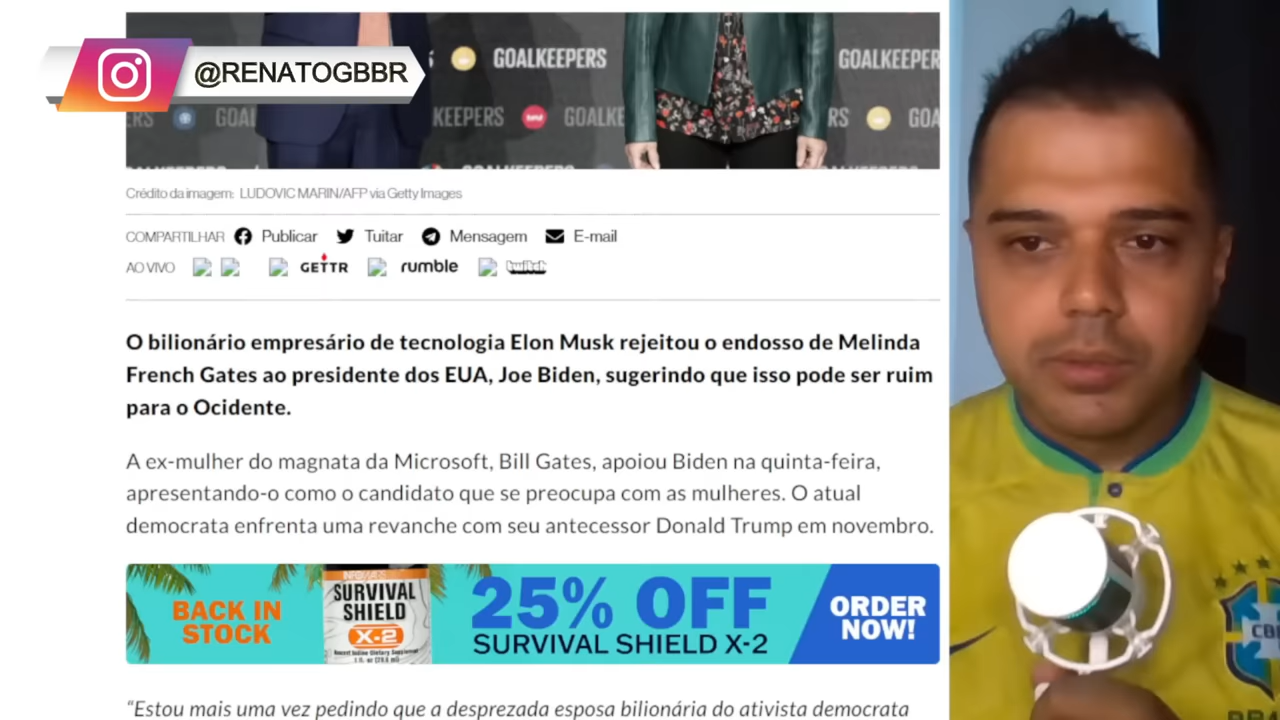 @RENATOGBBR
GOALKEEPERS
GOALKEEPERS
ERS
GOAL
KEEPERS
GOALKE
RS
GOA
Crédito da imagem: LUDOVIC MARIN/AFP via Getty Images
COMPARTILHAR Publicar Tuitar Mensagem E-mail
AO VIVO GETTR rumble twitch
O bilionário empresário de tecnologia Elon Musk rejeitou o endosso de Melinda
French Gates ao presidente dos EUA, Joe Biden, sugerindo que isso pode ser ruim
para o Ocidente.
A ex-mulher do magnata da Microsoft, Bill Gates, apoiou Biden na quinta-feira,
apresentando-o como o candidato que se preocupa com as mulheres. O atual
democrata enfrenta uma revanche com seu antecessor Donald Trump em novembro.
BACK IN
STOCK
SURVIVAL
SHIELD
X-2
25% OFF
SURVIVAL SHIELD X-2
ORDER
NOW!
“Estou mais uma vez pedindo que a desprezada esposa bilionária do ativista democrata
CBF